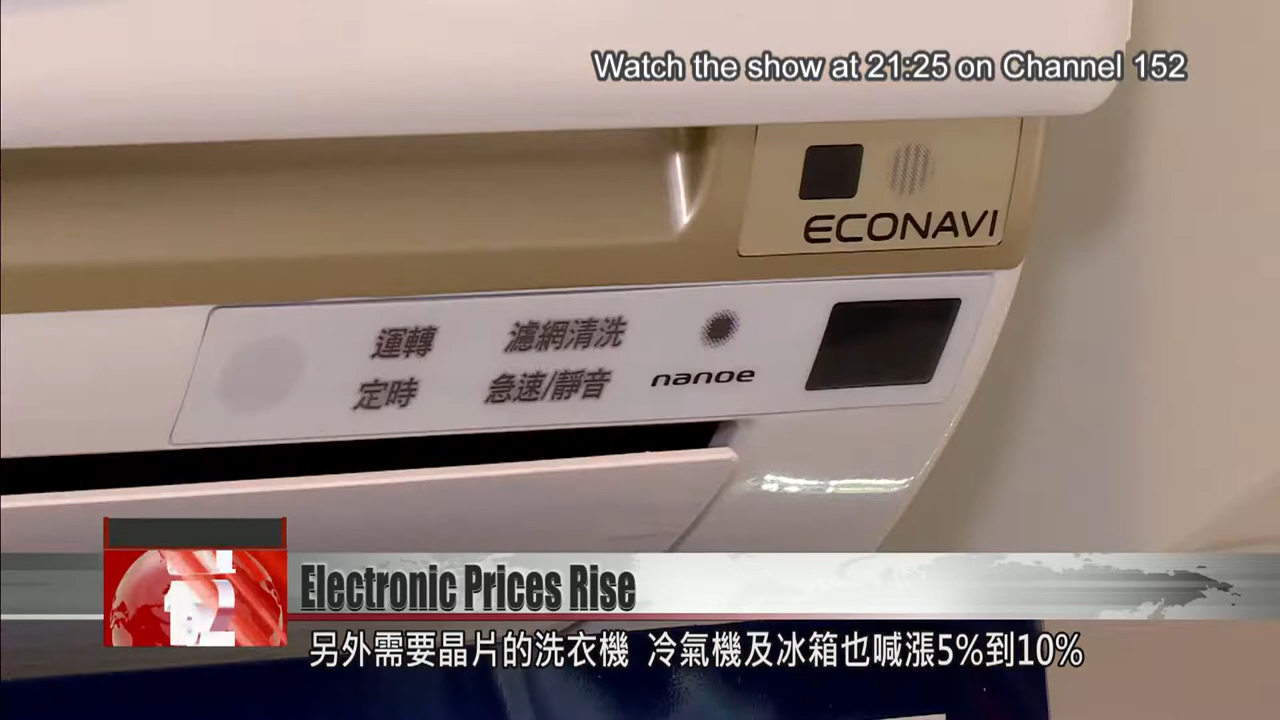 Watch the show at 21:25 on Channel 152
ECONAVI
運轉 濾網清洗
定時 急速/靜音 nanoe
Electronic Prices Rise
另外需要晶片的洗衣機 冷氣機及冰箱也喊漲5%到10%